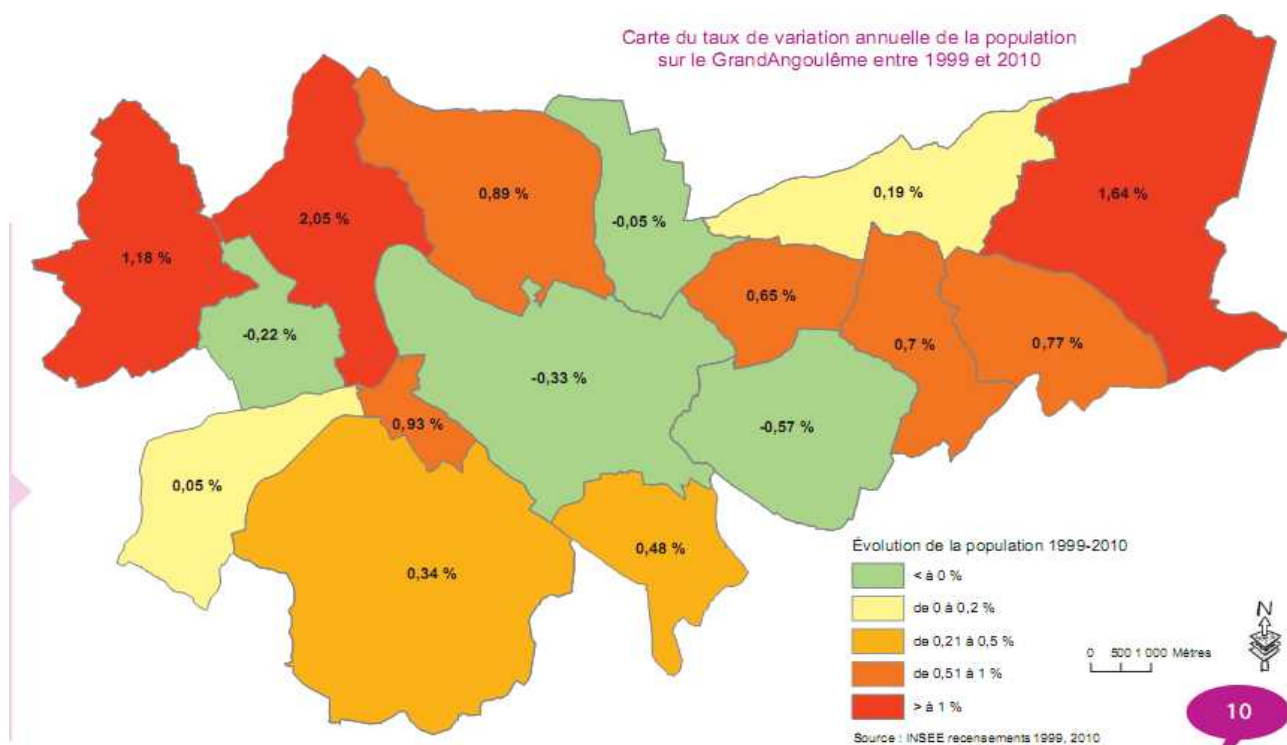 Carte du taux de variation annuelle de la population
sur le GrandAngoulême entre 1999 et 2010
0,89 %
-0,05 %
0,19 %
1,64 %
2,05 %
1,18 %
0,65 %
-0,22 %
0,7 %
0,77 %
-0,33 %
0,93 %
-0,57 %
0,05 %
0,48 %
0,34 %
Évolution de la population 1999-2010
< à 0 %
de 0 à 0,2 %
de 0,21 à 0,5 %
de 0,51 à 1 %
> à 1 %
N
0 500 1 000 Mètres
10
Source : INSEE recensements 1999, 2010